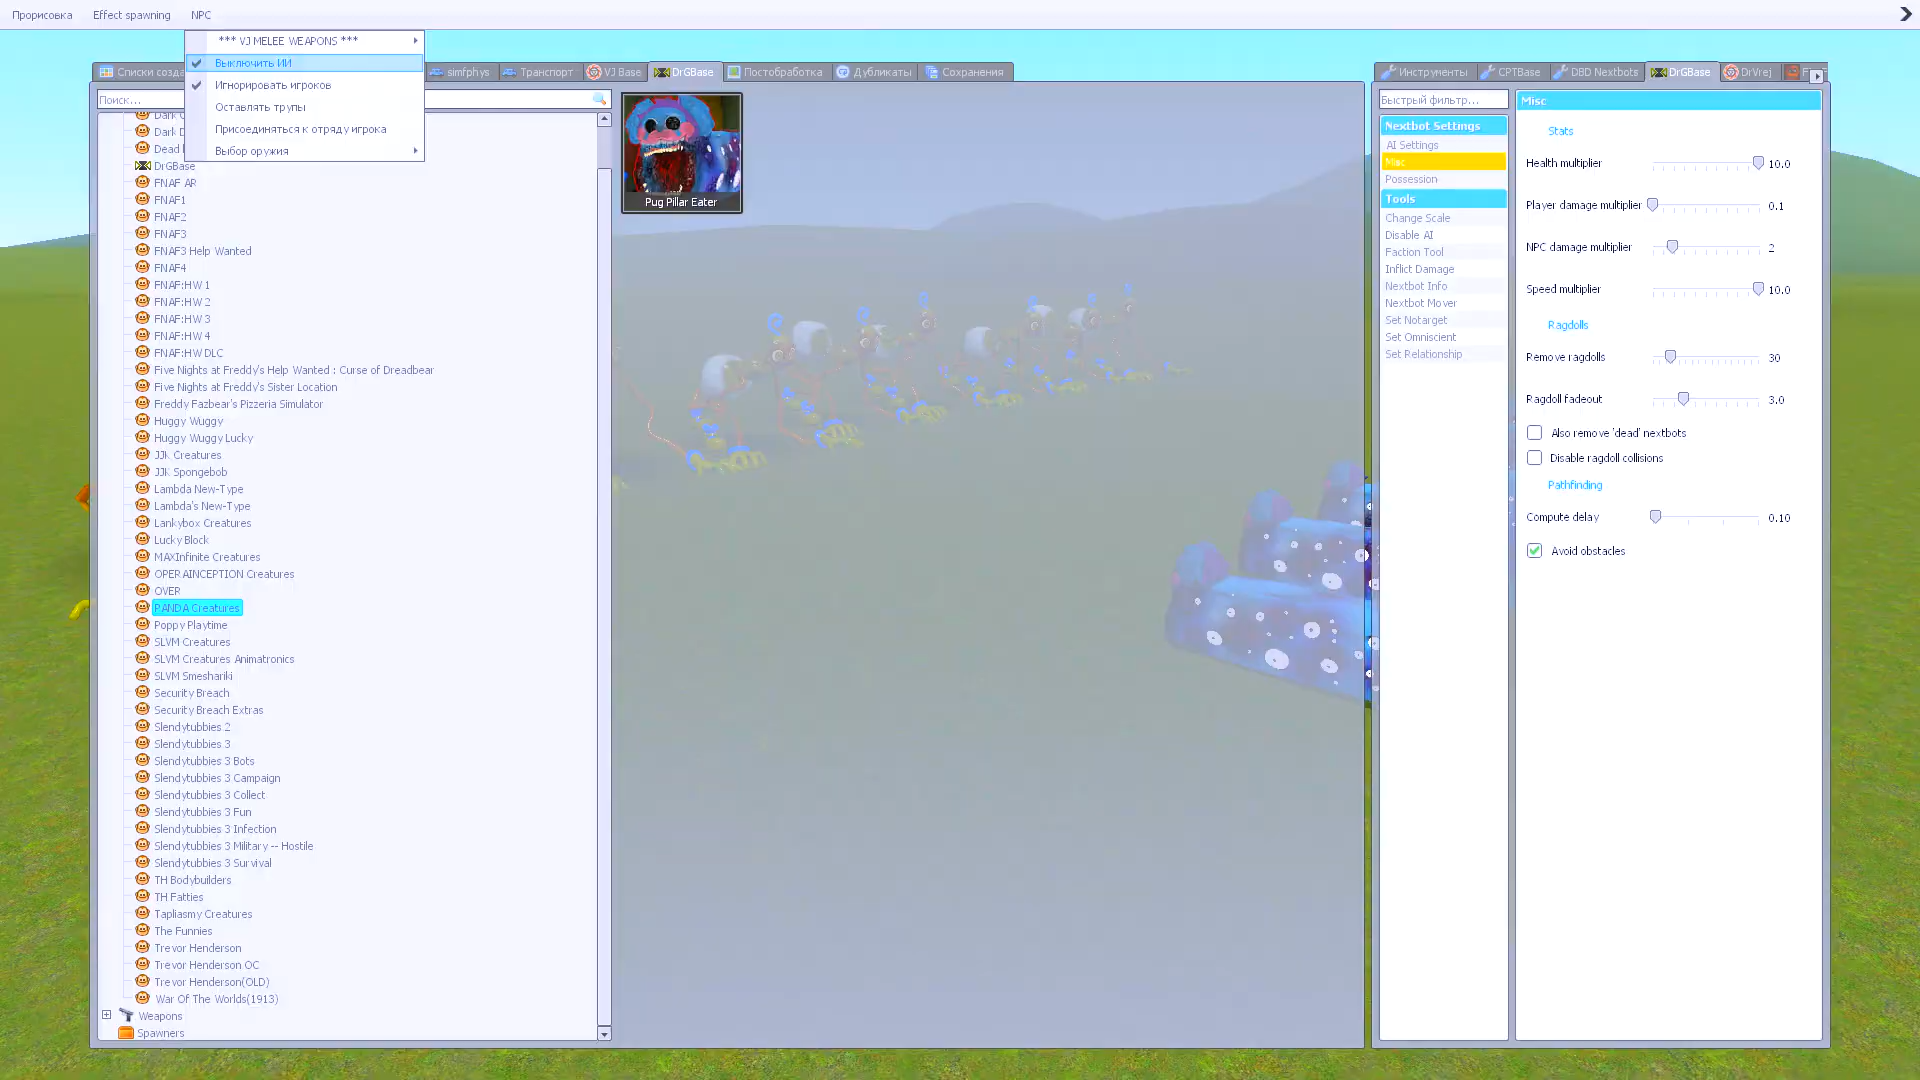 Прорисовка
Effect spawning
NPC
*** VJ MELEE WEAPONS ***
Выключить ИИ
Игнорировать игроков
Оставлять трупы
Присоединяться к отряду игрока
Выбор оружия
Списки созда
simfphys
Транспорт
VJ Base
DrGBase
Постобработка
Дубликаты
Сохранения
Поиск...
Dark
Dark D
Dead
DrGBase
FNAF AR
FNAF1
FNAF2
FNAF3
FNAF3 Help Wanted
FNAF4
FNAF:HW 1
FNAF:HW 2
FNAF:HW 3
FNAF:HW 4
FNAF:HW DLC
Five Nights at Freddy's Help Wanted : Curse of Dreadbear
Five Nights at Freddy's Sister Location
Freddy Fazbear's Pizzeria Simulator
Huggy Wuggy
Huggy Wuggy Lucky
JJK Creatures
JJK Spongebob
Lambda New-Type
Lambda's New-Type
Lankybox Creatures
Lucky Block
MAXInfinite Creatures
OPERAINCEPTION Creatures
OVER
PANDA Creatures
Poppy Playtime
SLVM Creatures
SLVM Creatures Animatronics
SLVM Smeshariki
Security Breach
Security Breach Extras
Slendytubbies 2
Slendytubbies 3
Slendytubbies 3 Bots
Slendytubbies 3 Campaign
Slendytubbies 3 Collect
Slendytubbies 3 Fun
Slendytubbies 3 Infection
Slendytubbies 3 Military -- Hostile
Slendytubbies 3 Survival
TH Bodybuilders
TH Fatties
Tapliasmy Creatures
The Funnies
Trevor Henderson
Trevor Henderson OC
Trevor Henderson(OLD)
War Of The Worlds(1913)
Weapons
Spawners
Pug Pillar Eater
Инструменты
CPTBase
DBD Nextbots
DrGBase
DrVrej
Быстрый фильтр...
Nextbot Settings
AI Settings
Misc
Possession
Tools
Change Scale
Disable AI
Faction Tool
Inflict Damage
Nextbot Info
Nextbot Mover
Set Notarget
Set Omniscient
Set Relationship
Misc
Stats
Health multiplier 10.0
Player damage multiplier 0.1
NPC damage multiplier 2
Speed multiplier 10.0
Ragdolls
Remove ragdolls 30
Ragdoll fadeout 3.0
Also remove 'dead' nextbots
Disable ragdoll collisions
Pathfinding
Compute delay 0.10
Avoid obstacles